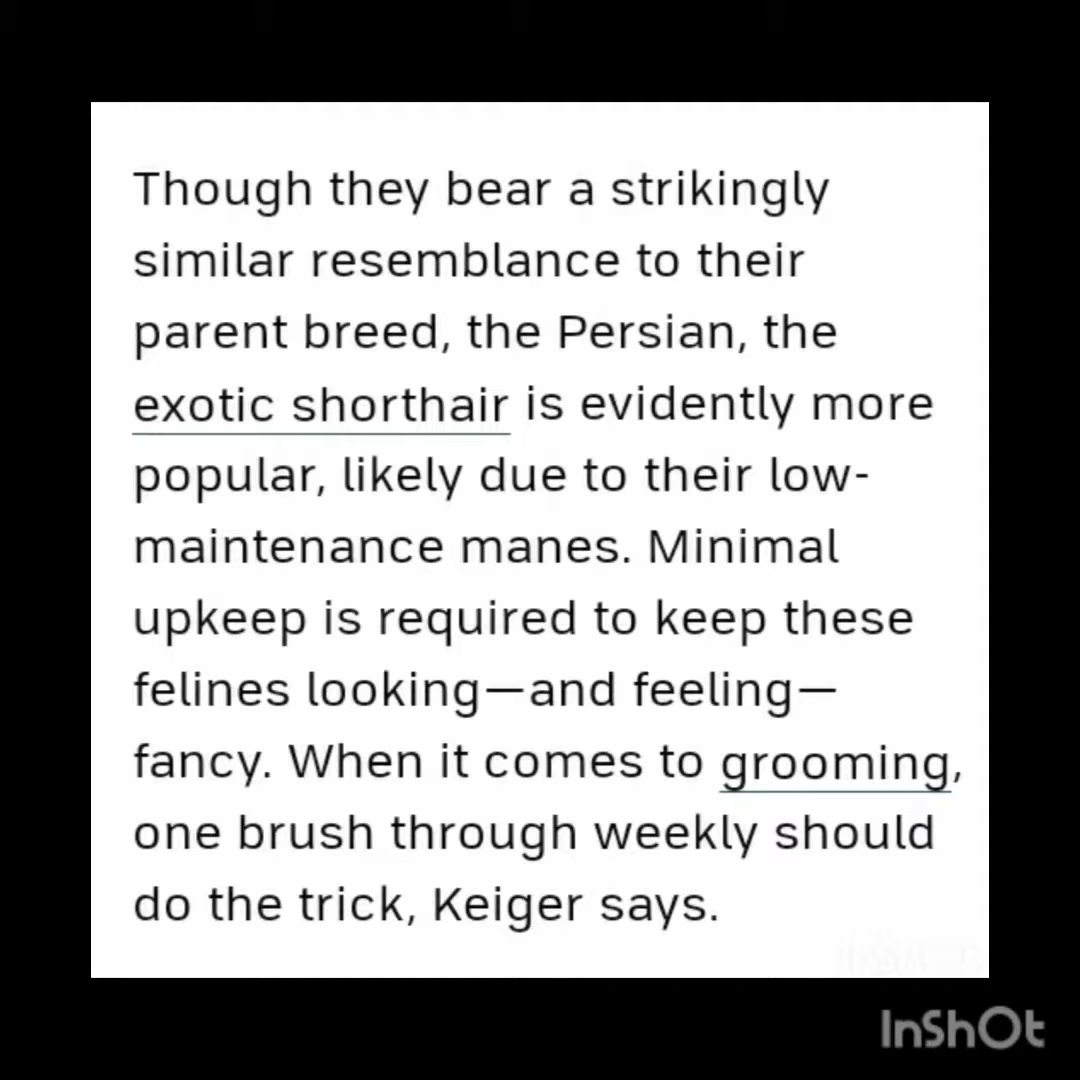 Though they bear a strikingly
similar resemblance to their
parent breed, the Persian, the
exotic shorthair is evidently more
popular, likely due to their low-
maintenance manes. Minimal
upkeep is required to keep these
felines looking—and feeling—
fancy. When it comes to grooming,
one brush through weekly should
do the trick, Keiger says.
InShOt